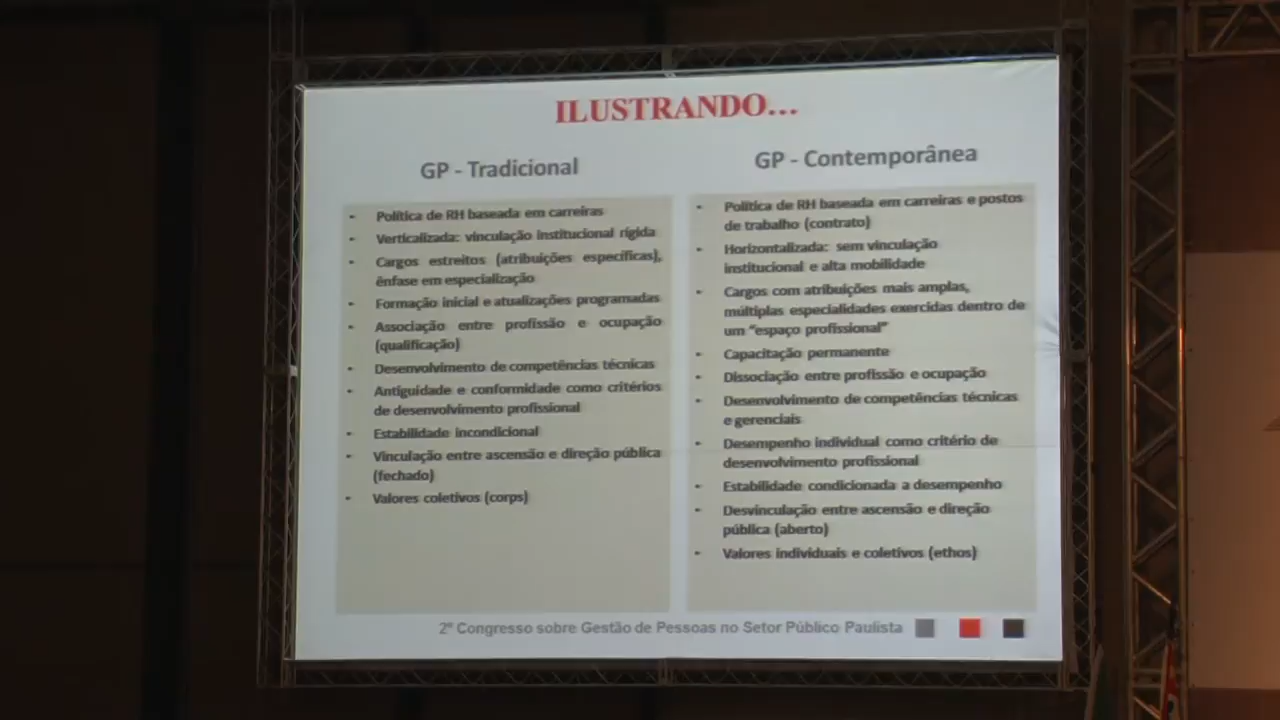 ILUSTRANDO...
GP - Tradicional
• Política de RH baseada em carreiras
• Verticalizada: vinculação institucional rígida
• Cargos estreitos (atribuições específicas),
ênfase em especialização
• Formação inicial e atualizações programadas
• Associação entre profissão e ocupação
(qualificação)
• Desenvolvimento de competências técnicas
• Antiguidade e conformidade como critérios
de desenvolvimento profissional
• Estabilidade incondicional
• Vinculação entre ascensão e direção pública
(fechado)
• Valores coletivos (corps)
GP - Contemporânea
• Política de RH baseada em carreiras e postos
de trabalho (contrato)
• Horizontalizada: sem vinculação
institucional e alta mobilidade
• Cargos com atribuições mais amplas,
múltiplas especialidades exercidas dentro de
um "espaço profissional"
• Capacitação permanente
• Dissociação entre profissão e ocupação
• Desenvolvimento de competências técnicas
e gerenciais
• Desempenho individual como critério de
desenvolvimento profissional
• Estabilidade condicionada a desempenho
• Desvinculação entre ascensão e direção
pública (aberto)
• Valores individuais e coletivos (ethos)
2º Congresso sobre Gestão de Pessoas no Setor Público Paulista